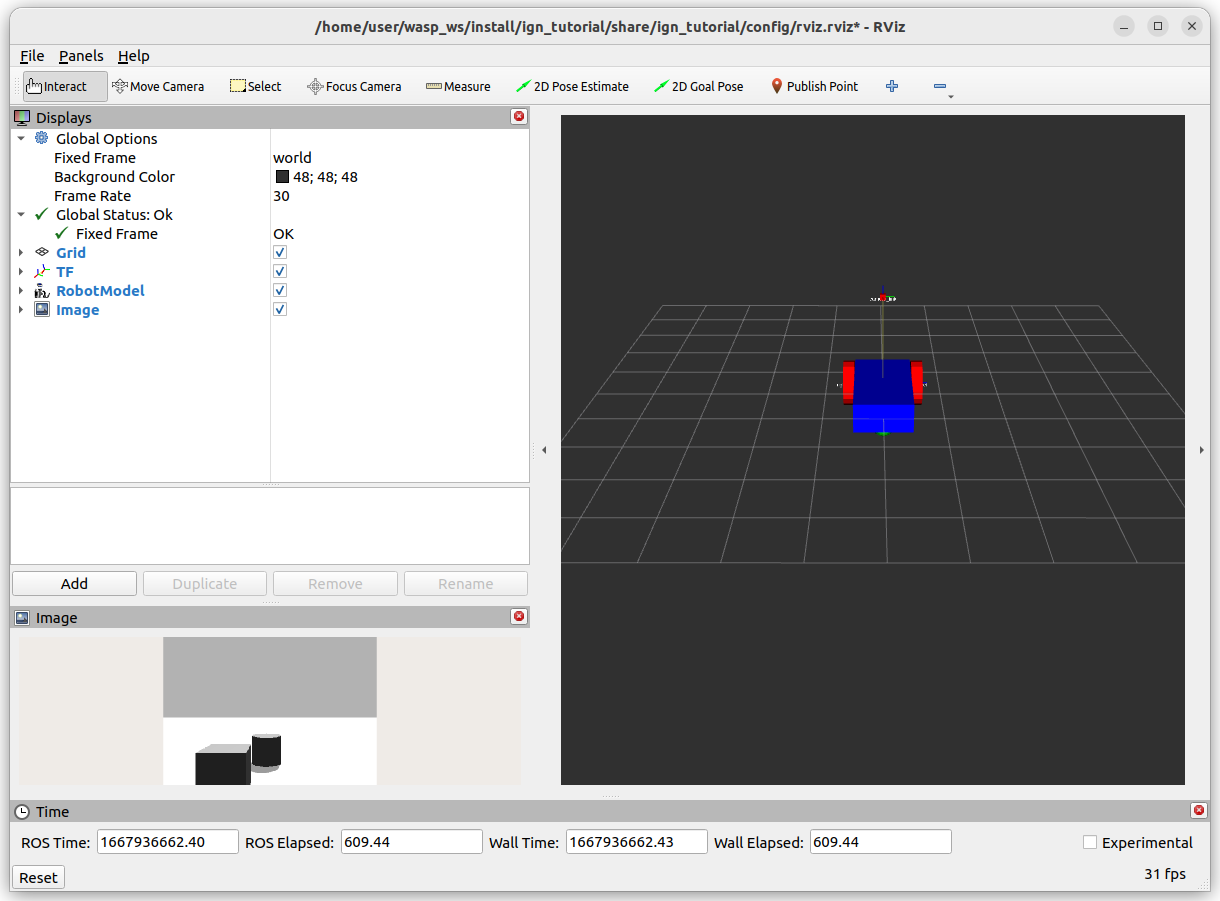 /home/user/wasp_ws/install/ign_tutorial/share/ign_tutorial/config/rviz.rviz* - RViz
File Panels Help
Interact Move Camera Select Focus Camera Measure 2D Pose Estimate 2D Goal Pose Publish Point
Displays
Global Options
Fixed Frame world
Background Color 48; 48; 48
Frame Rate 30
Global Status: Ok
Fixed Frame OK
Grid
TF
RobotModel
Image
Add Duplicate Remove Rename
Image
Time
ROS Time: 1667936662.40 ROS Elapsed: 609.44 Wall Time: 1667936662.43 Wall Elapsed: 609.44 Experimental
Reset 31 fps